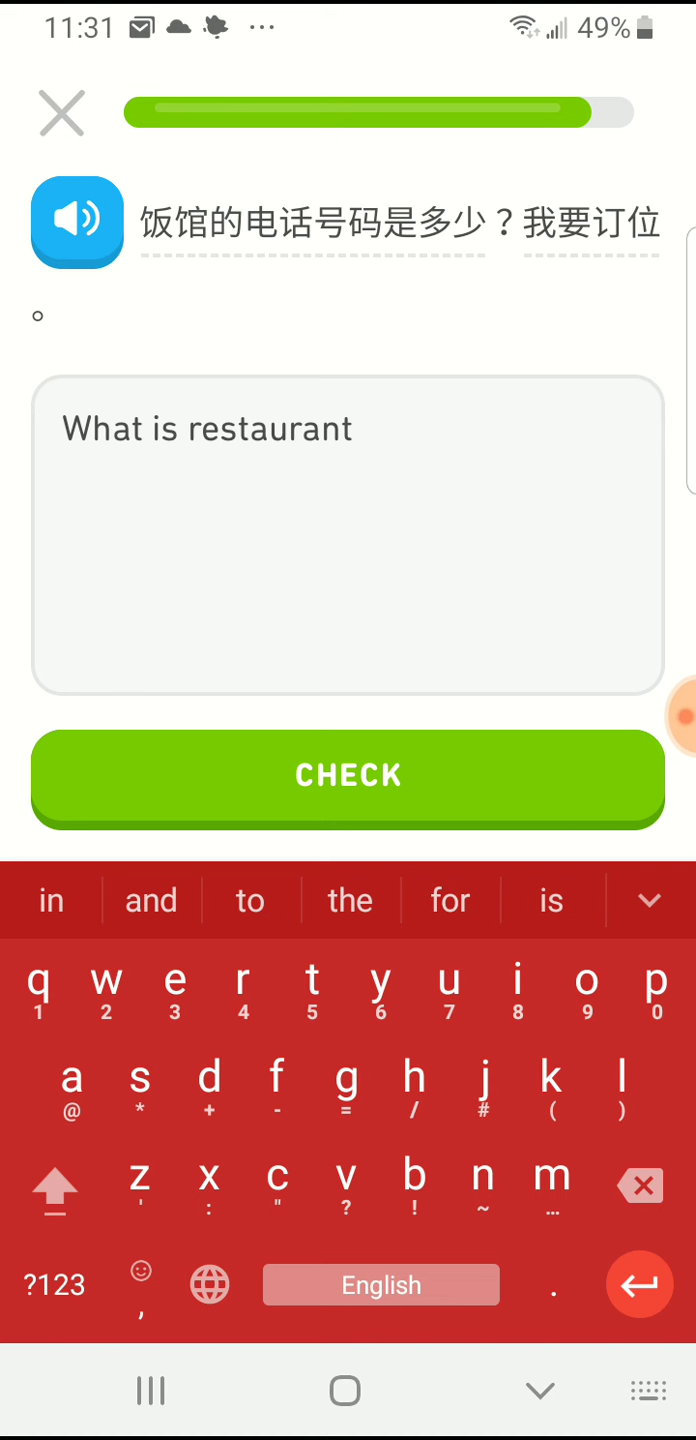 11:31 49%
饭馆的电话号码是多少？我要订位
。
What is restaurant
CHECK
in and to the for is
q w e r t y u i o p
1 2 3 4 5 6 7 8 9 0
a s d f g h j k l
@ * + - = / # ( )
z x c v b n m
' : " ? ! ~ …
?123 , English .